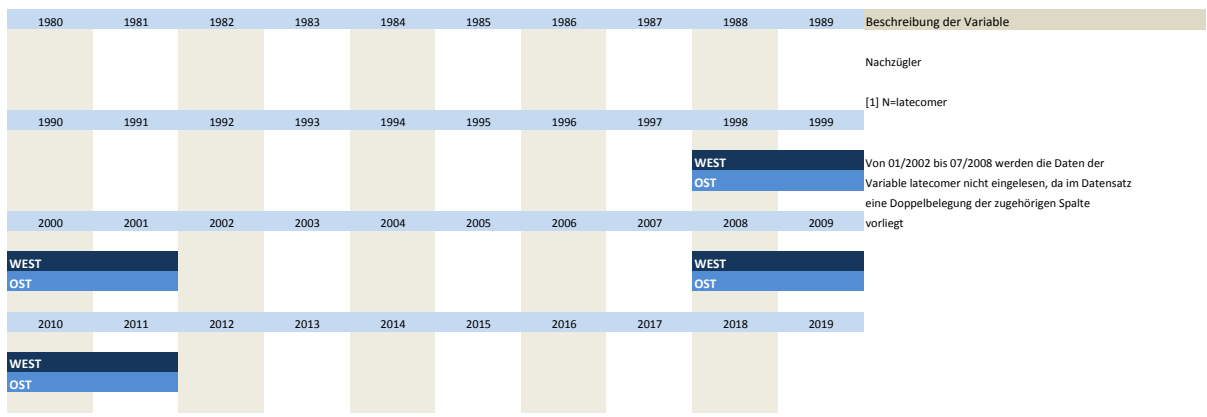 1980 1981 1982 1983 1984 1985 1986 1987 1988 1989 Beschreibung der Variable
Nachzügler
[1] N=latecomer
1990 1991 1992 1993 1994 1995 1996 1997 1998 1999
WEST Von 01/2002 bis 07/2008 werden die Daten der
OST Variable latecomer nicht eingelesen, da im Datensatz
eine Doppelbelegung der zugehörigen Spalte
2000 2001 2002 2003 2004 2005 2006 2007 2008 2009 vorliegt
WEST WEST
OST OST
2010 2011 2012 2013 2014 2015 2016 2017 2018 2019
WEST
OST